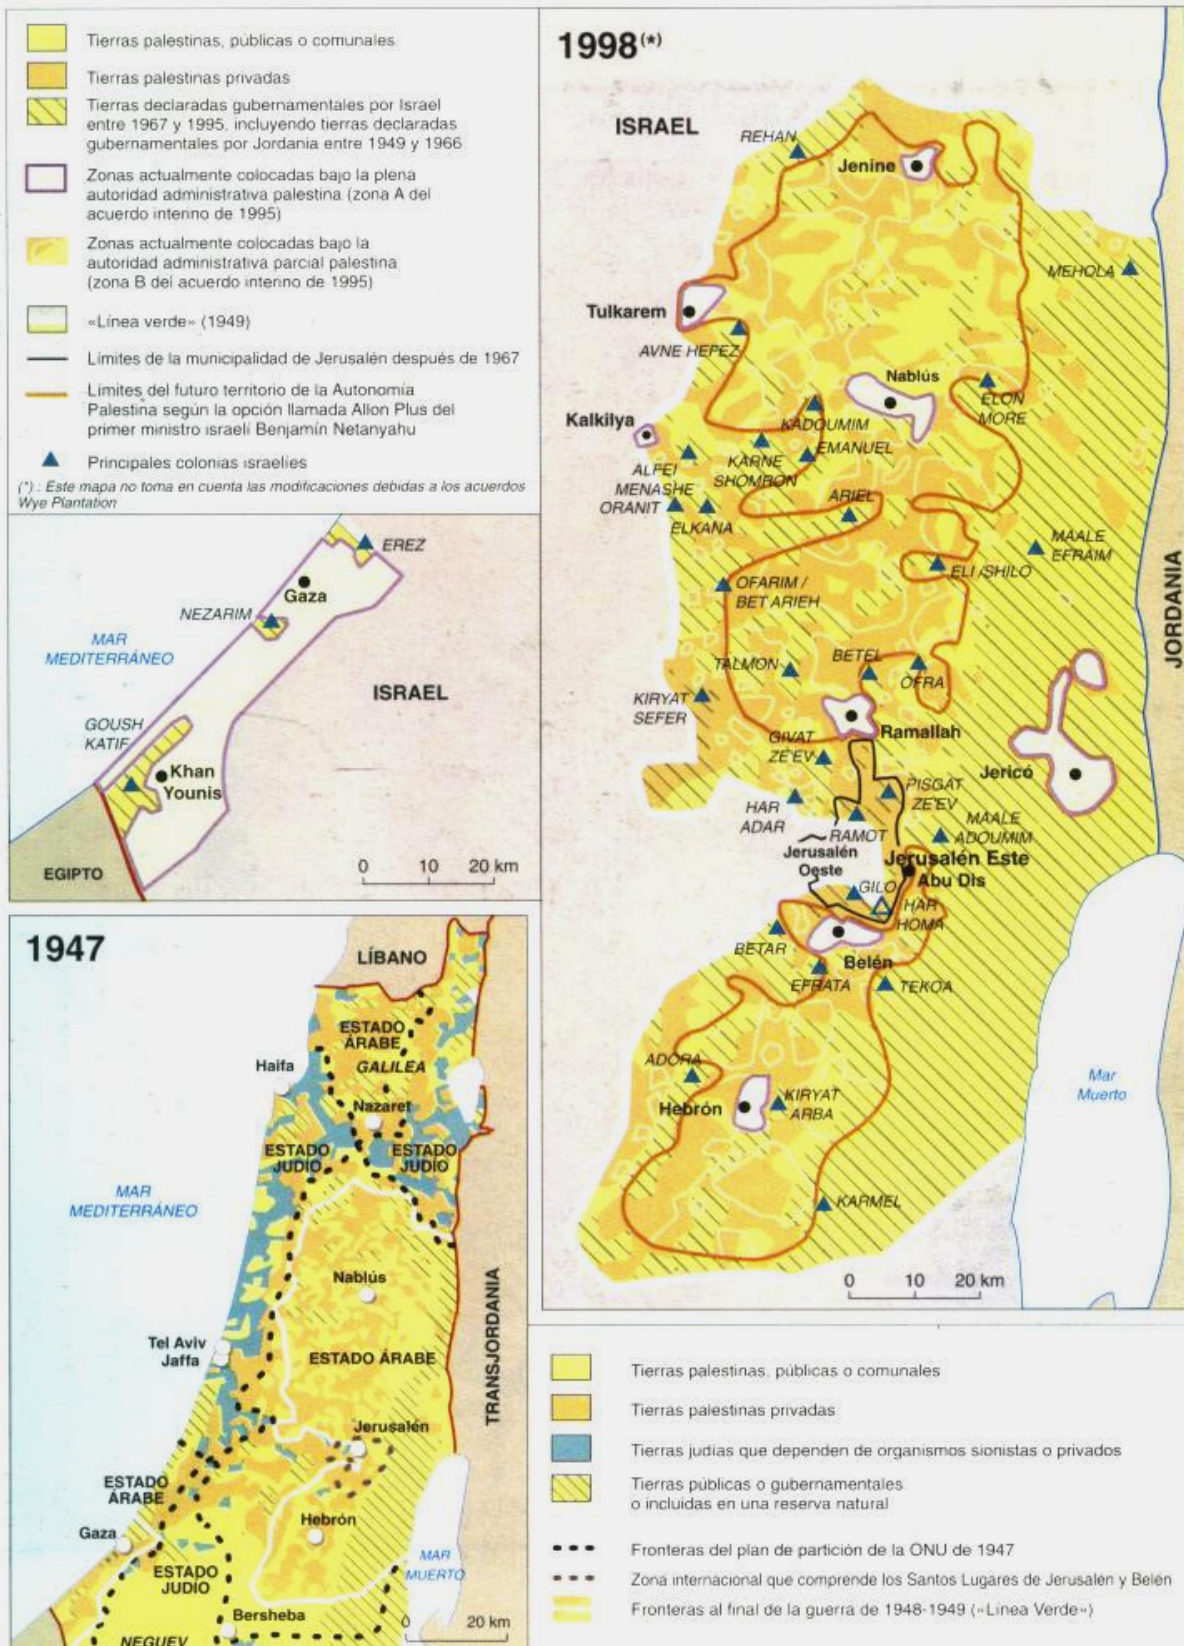 Tierras palestinas, públicas o comunales
Tierras palestinas privadas
Tierras declaradas gubernamentales por Israel
entre 1967 y 1995, incluyendo tierras declaradas
gubernamentales por Jordania entre 1949 y 1966
Zonas actualmente colocadas bajo la plena
autoridad administrativa palestina (zona A del
acuerdo interino de 1995)
Zonas actualmente colocadas bajo la
autoridad administrativa parcial palestina
(zona B del acuerdo interino de 1995)
«Línea verde» (1949)
Límites de la municipalidad de Jerusalén después de 1967
Límites del futuro territorio de la Autonomía
Palestina según la opción llamada Allon Plus del
primer ministro israelí Benjamín Netanyahu
Principales colonias israelíes
(*) : Este mapa no toma en cuenta las modificaciones debidas a los acuerdos
Wye Plantation
EREZ
Gaza
NEZARIM
MAR
MEDITERRÁNEO
ISRAEL
GOUSH
KATIF
Khan
Younis
EGIPTO
0 10 20 km
1998(*)
ISRAEL
REHAN
Jenine
MEHOLA
Tulkarem
AVNE HEFEZ
Nablús
ELON
MORE
Kalkilya
KADOUMIM
EMANUEL
KARNE
SHOMRON
ALFEI
MENASHE
ORANIT
ELKANA
ARIEL
MAALE
EFRAIM
ELI /SHILO
OFARIM /
BET ARIEH
JORDANIA
TALMON
BETEL
OFRA
KIRYAT
SEFER
Ramallah
GIVAT
ZE'EV
Jericó
PISGAT
ZE'EV
HAR
ADAR
RAMOT
MAALE
ADOUMIM
Jerusalén
Oeste
Jerusalén Este
Abu Dis
GILO
HAR
HOMA
BETAR
Belén
EFRATA
TEKOA
ADORA
Hebrón
KIRYAT
ARBA
Mar
Muerto
KARMEL
0 10 20 km
1947
LÍBANO
ESTADO
ÁRABE
GALILEA
Haifa
Nazaret
ESTADO
JUDIO
ESTADO
JUDIO
MAR
MEDITERRÁNEO
Nablús
TRANSJORDANIA
Tel Aviv
Jaffa
ESTADO ÁRABE
Jerusalén
ESTADO
ÁRABE
Gaza
Hebrón
ESTADO
JUDIO
MAR
MUERTO
Bersheba
NEGUEV
0 20 km
Tierras palestinas, públicas o comunales
Tierras palestinas privadas
Tierras judías que dependen de organismos sionistas o privados
Tierras públicas o gubernamentales
o incluidas en una reserva natural
Fronteras del plan de partición de la ONU de 1947
Zona internacional que comprende los Santos Lugares de Jerusalén y Belén
Fronteras al final de la guerra de 1948-1949 («Línea Verde»)